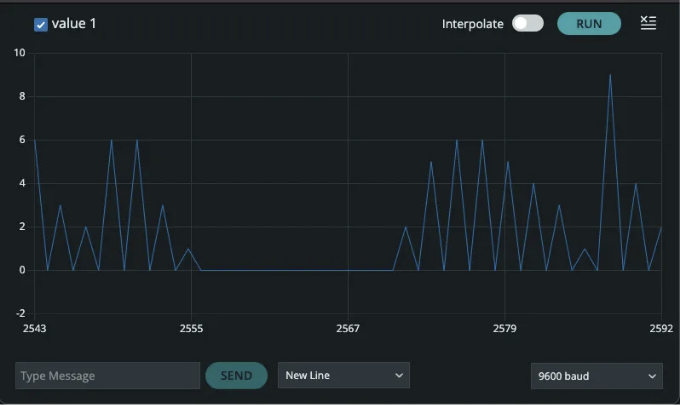 value 1
Interpolate
RUN
10
8
6
4
2
0
-2
2543 2555 2567 2579 2592
Type Message
SEND
New Line
9600 baud